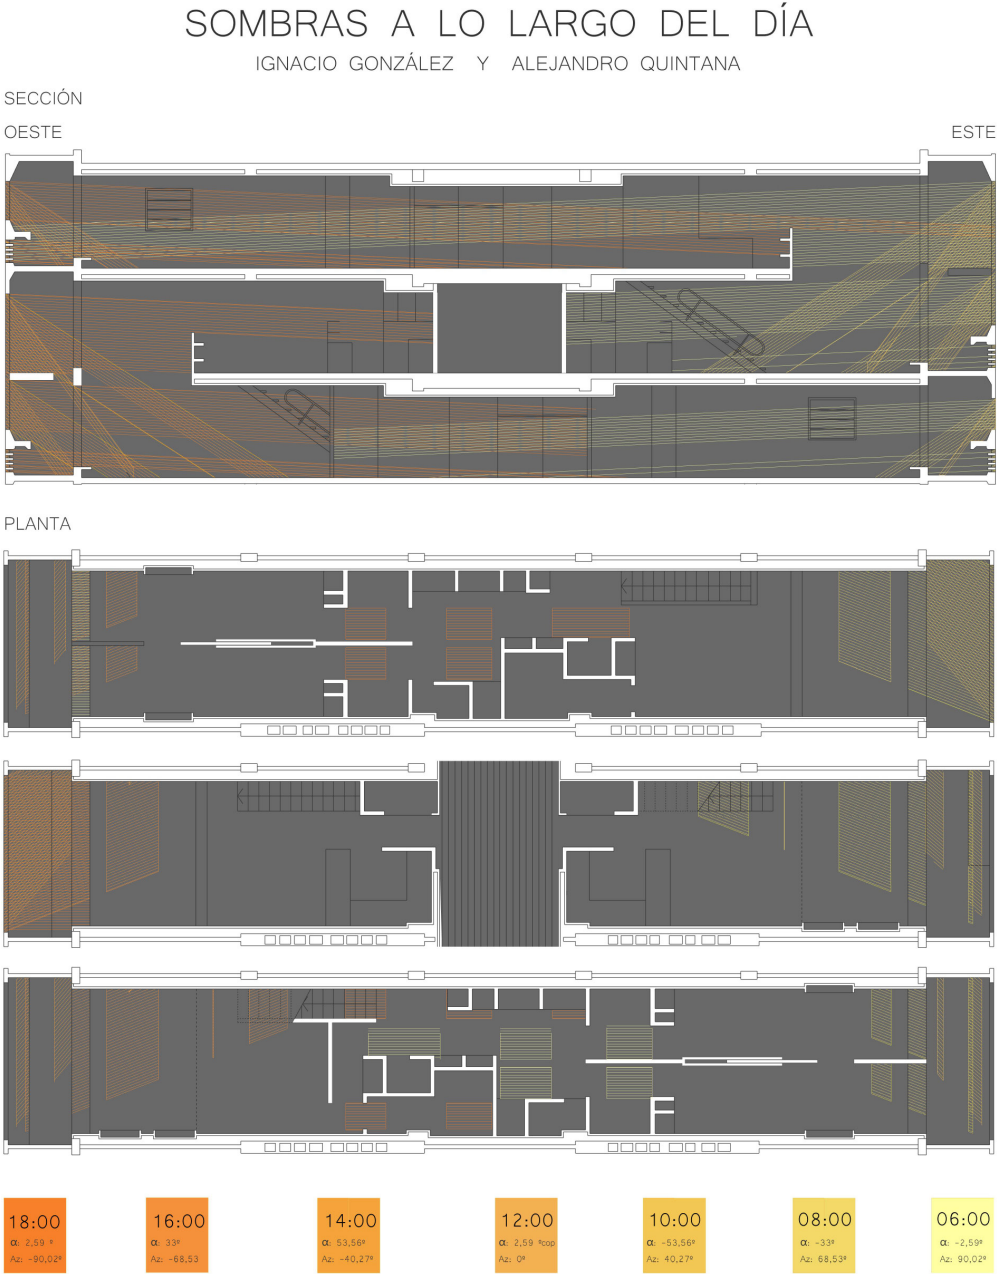 SOMBRAS A LO LARGO DEL DÍA
IGNACIO GONZÁLEZ Y ALEJANDRO QUINTANA
SECCIÓN
OESTE
ESTE
PLANTA
18:00
α: 2,59 º
Az: -90,02º
16:00
α: 33º
Az: -68,53
14:00
α: 53,56º
Az: -40,27º
12:00
α: 2,59 ºcop
Az: 0º
10:00
α: -53,56º
Az: 40,27º
08:00
α: -33º
Az: 68,53º
06:00
α: -2,59º
Az: 90,02º